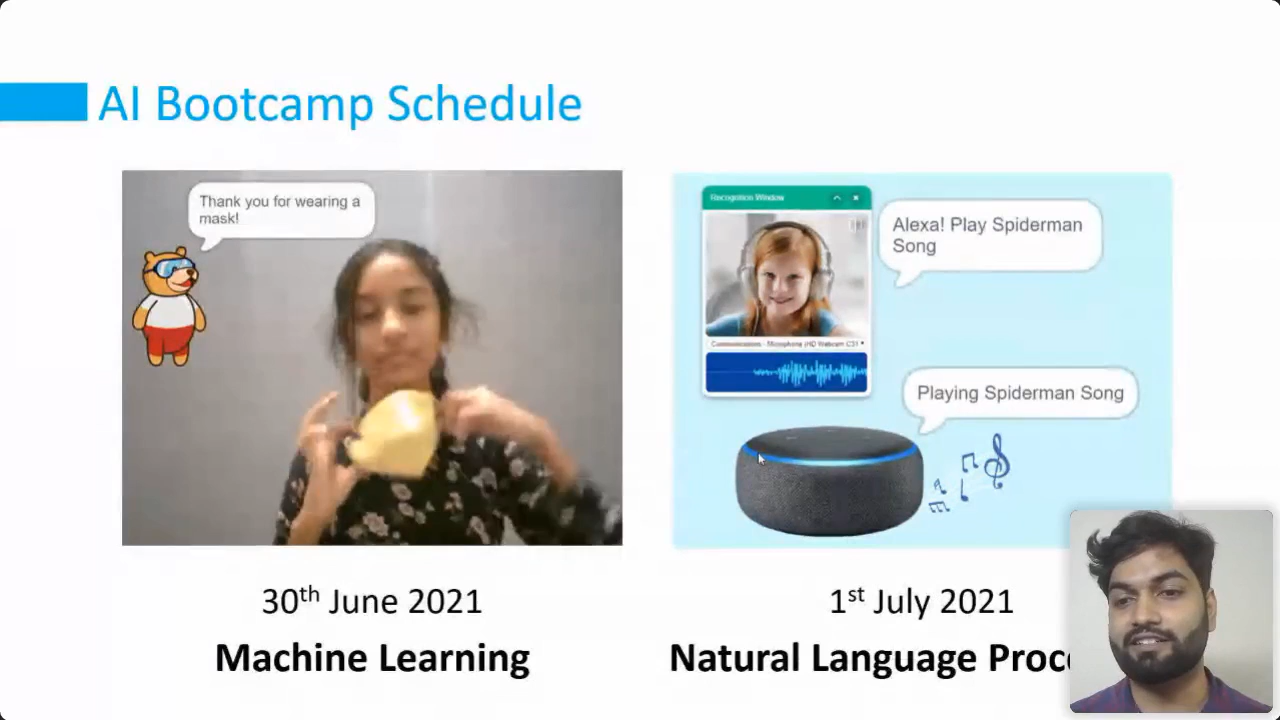 AI Bootcamp Schedule
Thank you for wearing a
mask!
Recognition Window
Alexa! Play Spiderman
Song
Communications - Microphone (HD Webcam C31
Playing Spiderman Song
30th June 2021
Machine Learning
1st July 2021
Natural Language Proc